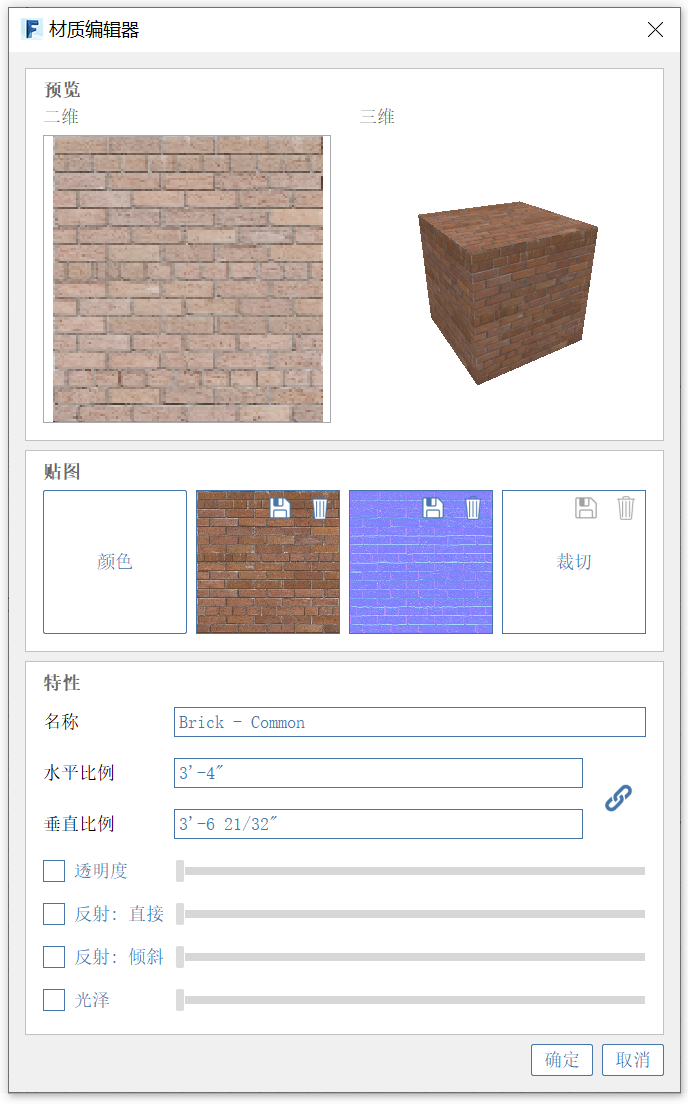 材质编辑器
预览
二维 三维
贴图
颜色 裁切
特性
名称 Brick - Common
水平比例 3'-4"
垂直比例 3'-6 21/32"
透明度
反射: 直接
反射: 倾斜
光泽
确定 取消